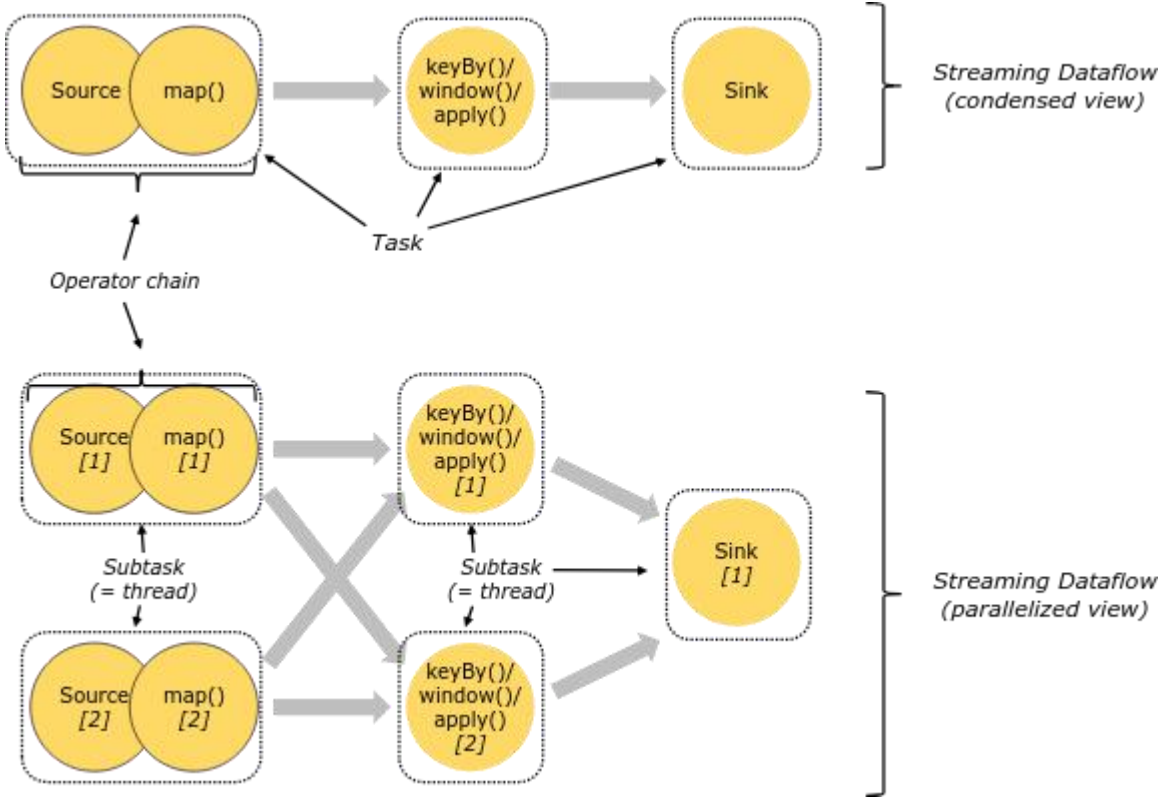 Source
map()
keyBy()/
window()/
apply()
Sink
Streaming Dataflow
(condensed view)
Task
Operator chain
Source
[1]
map()
[1]
keyBy()/
window()/
apply()
[1]
Subtask
(= thread)
Subtask
(= thread)
Sink
[1]
Streaming Dataflow
(parallelized view)
Source
[2]
map()
[2]
keyBy()/
window()/
apply()
[2]